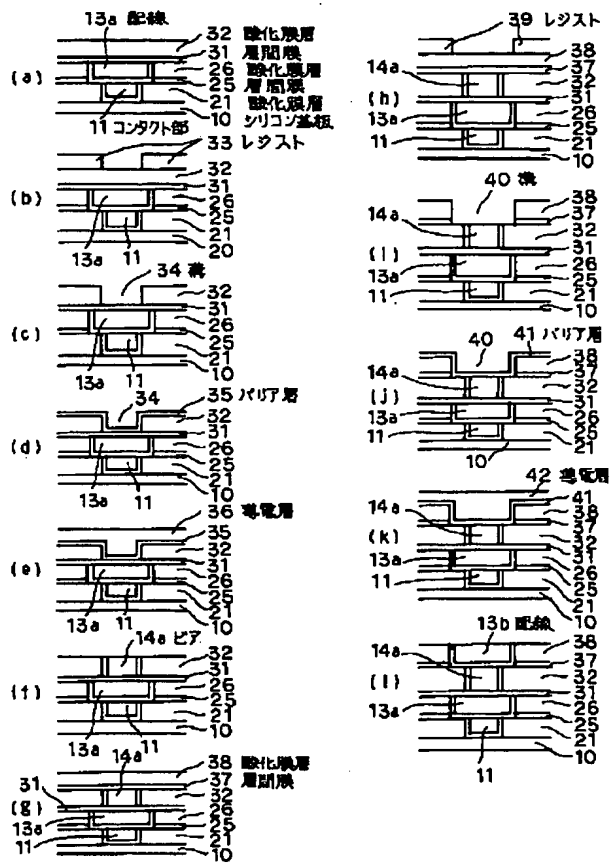 13a 配線
32 酸化膜層
31 層間膜
26 酸化膜層
25 層間膜
21 酸化膜層
10 シリコン基板
(a)
11 コンタクト部
33 レジスト
32
31
26
25
21
20
(b)
13a
11
34 溝
32
31
26
25
21
10
(c)
13a
11
35 バリア層
34
32
31
26
25
21
10
(d)
13a
11
36 導電層
35
32
31
26
25
21
10
(e)
13a
11
14a ビア
32
31
26
25
21
10
(f)
13a
11
38 酸化膜層
37 層間膜
14a
32
31
26
25
21
10
(g)
13a
11
39 レジスト
38
37
14a
32
31
(h)
26
13a
25
11
21
10
40 溝
38
37
14a
32
31
(i)
26
13a
25
11
21
10
41 バリア層
40
38
37
14a
32
31
(j)
26
13a
25
11
21
10
42 導電層
41
38
37
14a
32
31
(k)
26
13a
25
11
21
10
13b 配線
38
37
14a
32
31
(l)
26
13a
25
21
11
10